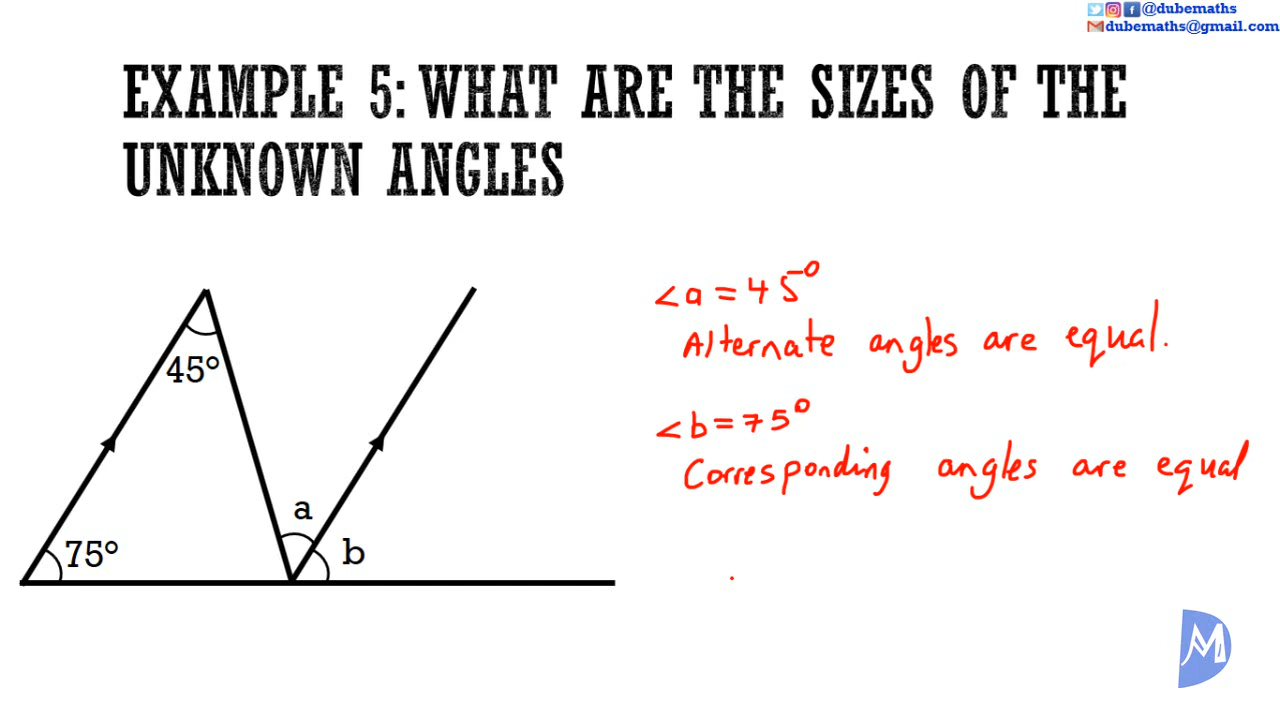 @dubemaths
dubemaths@gmail.com
EXAMPLE 5: WHAT ARE THE SIZES OF THE
UNKNOWN ANGLES
∠a = 45°
Alternate angles are equal.
∠b = 75°
Corresponding angles are equal
45°
75°
a
b
M